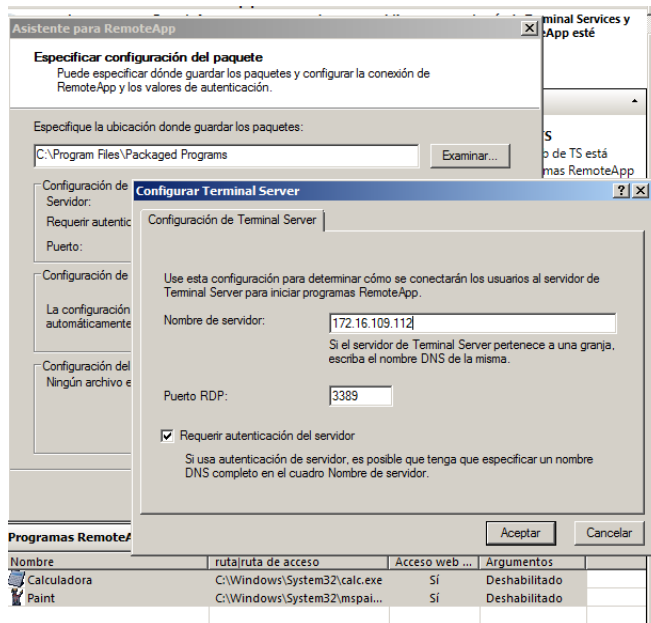 Terminal Services y
eApp esté
Asistente para RemoteApp
Especificar configuración del paquete
Puede especificar dónde guardar los paquetes y configurar la conexión de
RemoteApp y los valores de autenticación.
Especifique la ubicación donde guardar los paquetes:
C:\Program Files\Packaged Programs
Examinar...
TS
o de TS está
mas RemoteApp
Configuración de
Servidor:
Requerir autentic
Puerto:
Configuración de
La configuración
automáticamente
Configuración del
Ningún archivo e
Configurar Terminal Server
Configuración de Terminal Server
Use esta configuración para determinar cómo se conectarán los usuarios al servidor de
Terminal Server para iniciar programas RemoteApp.
Nombre de servidor:
172.16.109.112
Si el servidor de Terminal Server pertenece a una granja,
escriba el nombre DNS de la misma.
Puerto RDP:
3389
Requerir autenticación del servidor
Si usa autenticación de servidor, es posible que tenga que especificar un nombre
DNS completo en el cuadro Nombre de servidor.
Aceptar
Cancelar
Programas RemoteA
Nombre ruta|ruta de acceso Acceso web ... Argumentos
Calculadora C:\Windows\System32\calc.exe Sí Deshabilitado
Paint C:\Windows\System32\mspai... Sí Deshabilitado